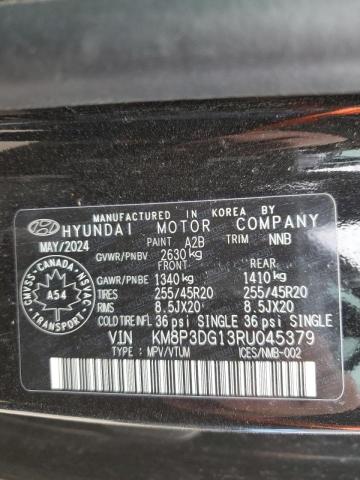 MANUFACTURED IN KOREA BY
HYUNDAI MOTOR COMPANY
MAY/2024 PAINT A2B TRIM NNB
GVWR/PNBV 2630 kg
FRONT REAR
GAWR/PNBE 1340 kg 1410 kg
TIRES 255/45R20 255/45R20
RIMS 8.5JX20 8.5JX20
COLD TIRE INFL 36 psi SINGLE 36 psi SINGLE
VIN KM8P3DG13RU045379
TYPE : MPV/VTUM ICES/NMB-002
CANADA
CMVSS
NSVAC
A54